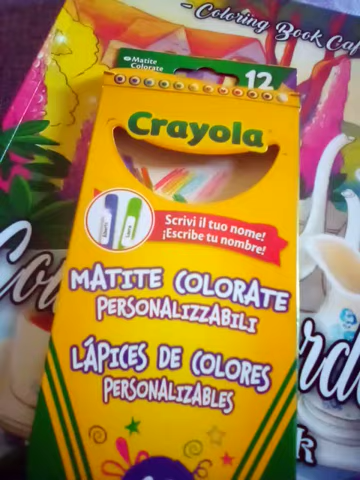 - Coloring Book Caf
Matite
Colorate
12
Crayola
Scrivi il tuo nome!
¡Escribe tu nombre!
MATITE COLORATE
PERSONALIZZABILI
LÁPICES DE COLORES
PERSONALIZABLES